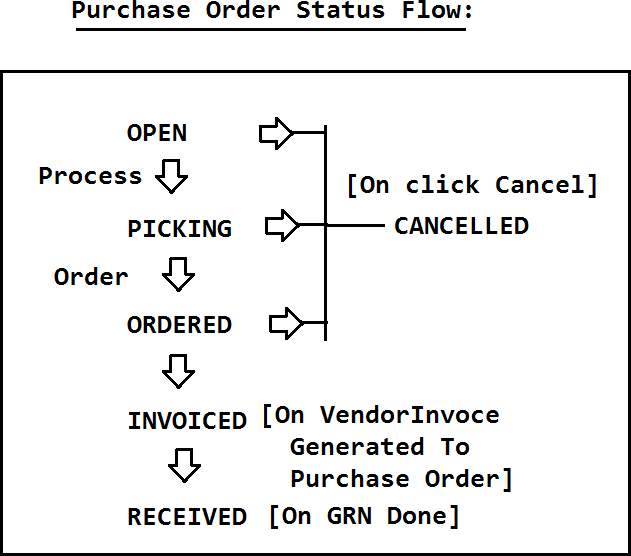 Purchase Order Status Flow:
OPEN
Process
[On click Cancel]
PICKING
CANCELLED
Order
ORDERED
INVOICED [On VendorInvoce
Generated To
Purchase Order]
RECEIVED [On GRN Done]